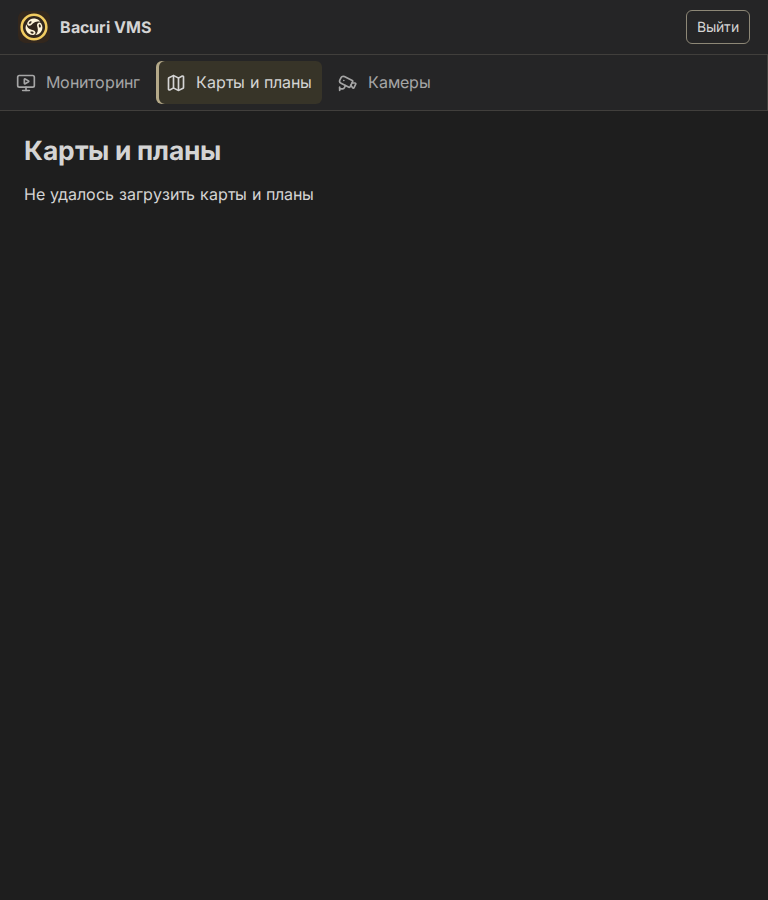 Bacuri VMS
Выйти
Мониторинг
Карты и планы
Камеры
Карты и планы
Не удалось загрузить карты и планы